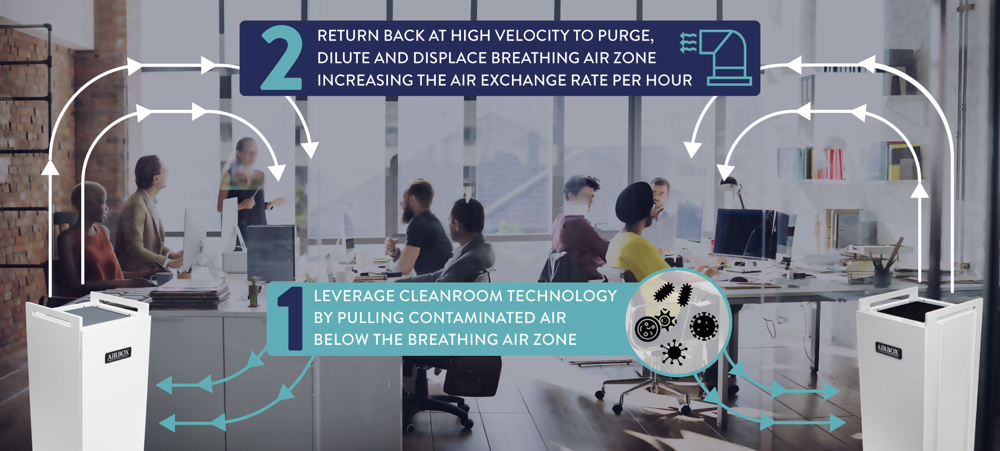 2
RETURN BACK AT HIGH VELOCITY TO PURGE,
DILUTE AND DISPLACE BREATHING AIR ZONE
INCREASING THE AIR EXCHANGE RATE PER HOUR
1
LEVERAGE CLEANROOM TECHNOLOGY
BY PULLING CONTAMINATED AIR
BELOW THE BREATHING AIR ZONE
AIRBOX
AIRBOX